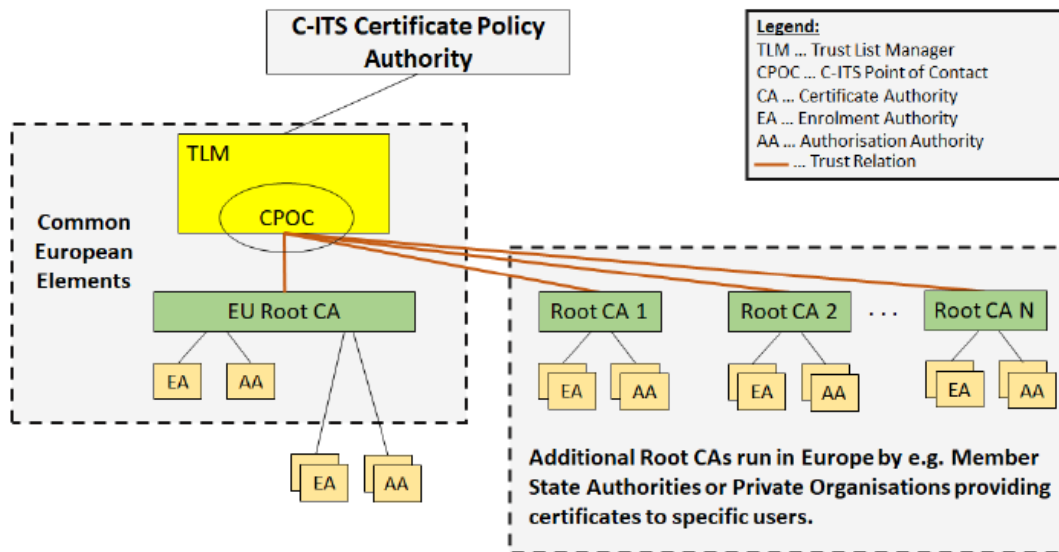 C-ITS Certificate Policy
Authority
Legend:
TLM ... Trust List Manager
CPOC ... C-ITS Point of Contact
CA ... Certificate Authority
EA ... Enrolment Authority
AA ... Authorisation Authority
... Trust Relation
TLM
CPOC
Common
European
Elements
EU Root CA
EA
AA
EA
AA
Root CA 1
Root CA 2
. . .
Root CA N
EA
AA
EA
AA
EA
AA
Additional Root CAs run in Europe by e.g. Member
State Authorities or Private Organisations providing
certificates to specific users.